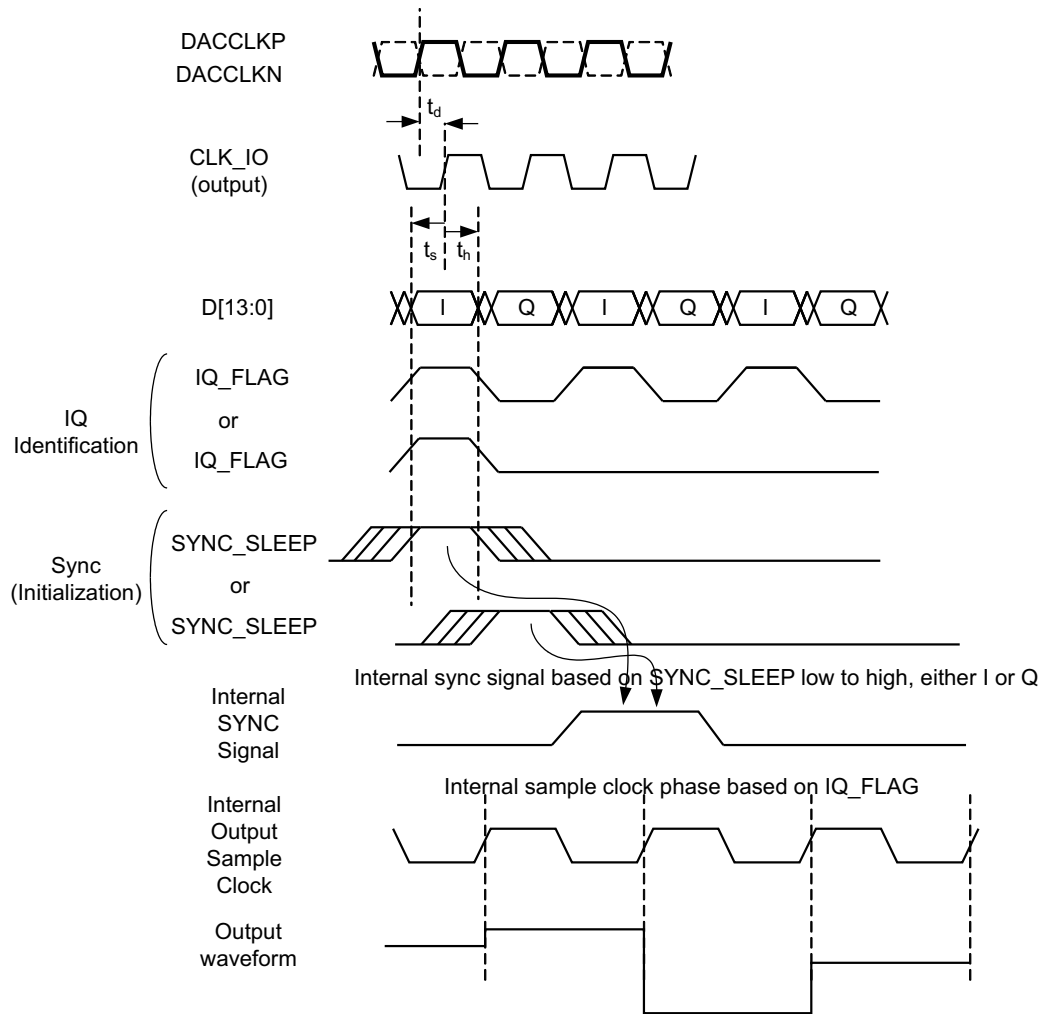 DACCLKP
DACCLKN
td
CLK_IO
(output)
ts
th
D[13:0]
I
Q
I
Q
I
Q
IQ
Identification
IQ_FLAG
or
IQ_FLAG
Sync
(Initialization)
SYNC_SLEEP
or
SYNC_SLEEP
Internal sync signal based on SYNC_SLEEP low to high, either I or Q
Internal
SYNC
Signal
Internal sample clock phase based on IQ_FLAG
Internal
Output
Sample
Clock
Output
waveform